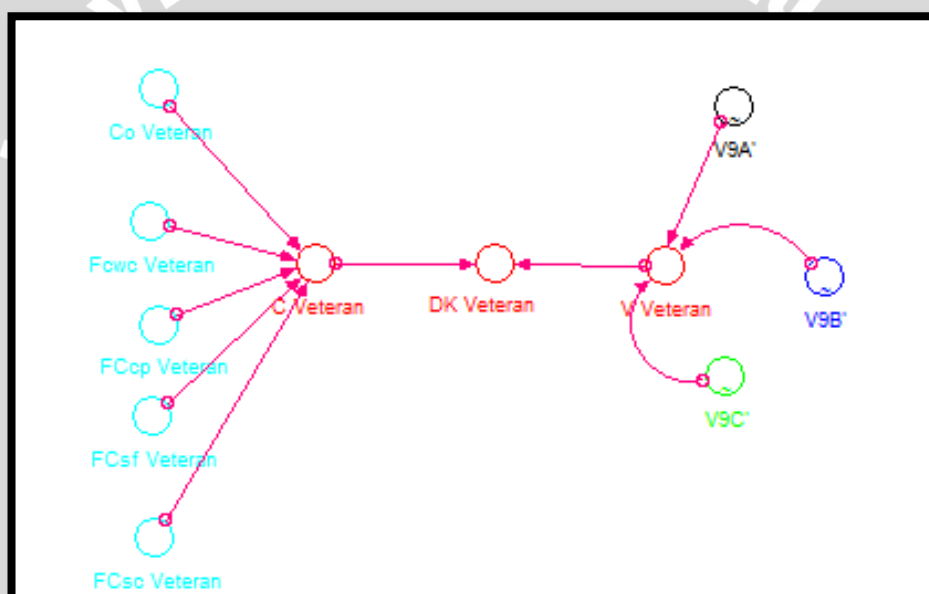 Co Veteran
V9A'
Fcwc Veteran
C Veteran
DK Veteran
V Veteran
V9B'
FCcp Veteran
V9C'
FCsf Veteran
FCsc Veteran